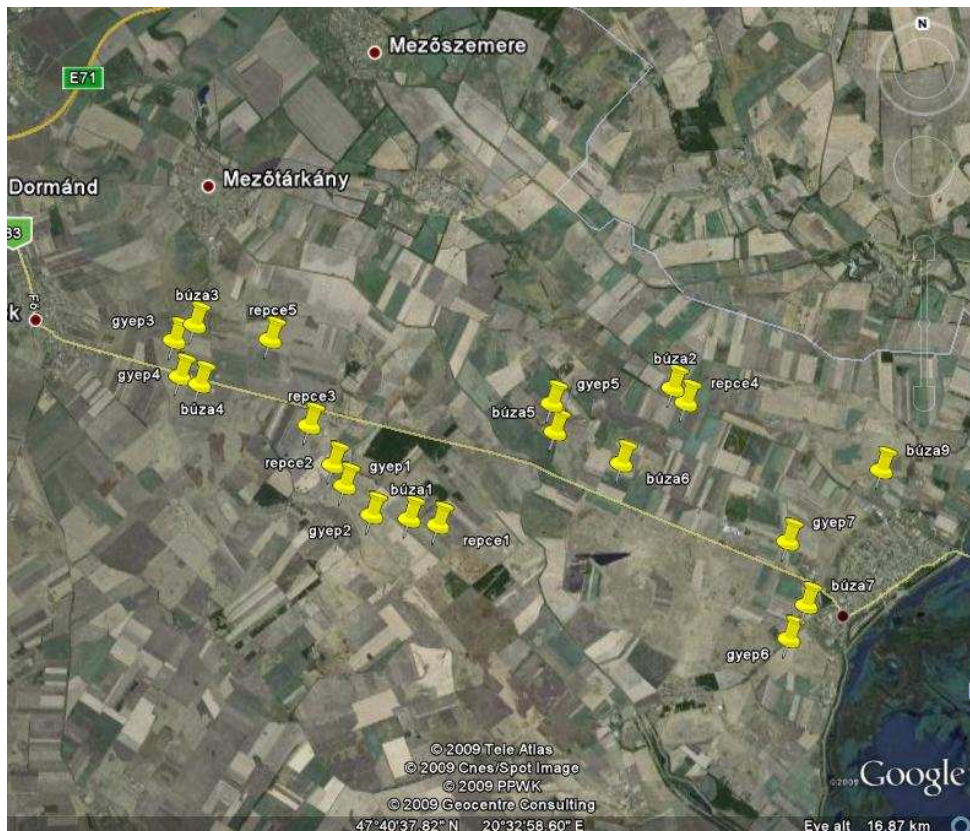 N
Mezőszemere
E71
Mezőtárkány
Dormánd
33
k
búza3
repce5
gyep3
gyep4
búza4
repce3
búza2
gyep5
repce4
búza5
repce2
gyep1
búza6
búza9
búza1
gyep2
repce1
gyep7
búza7
gyep6
© 2009 Tele Atlas
© 2009 Cnes/Spot Image
© 2009 PPWK
© 2009 Geocentre Consulting
©2009 Google
47°40'37.82" N 20°32'58.60" E
Eye alt 16.87 km